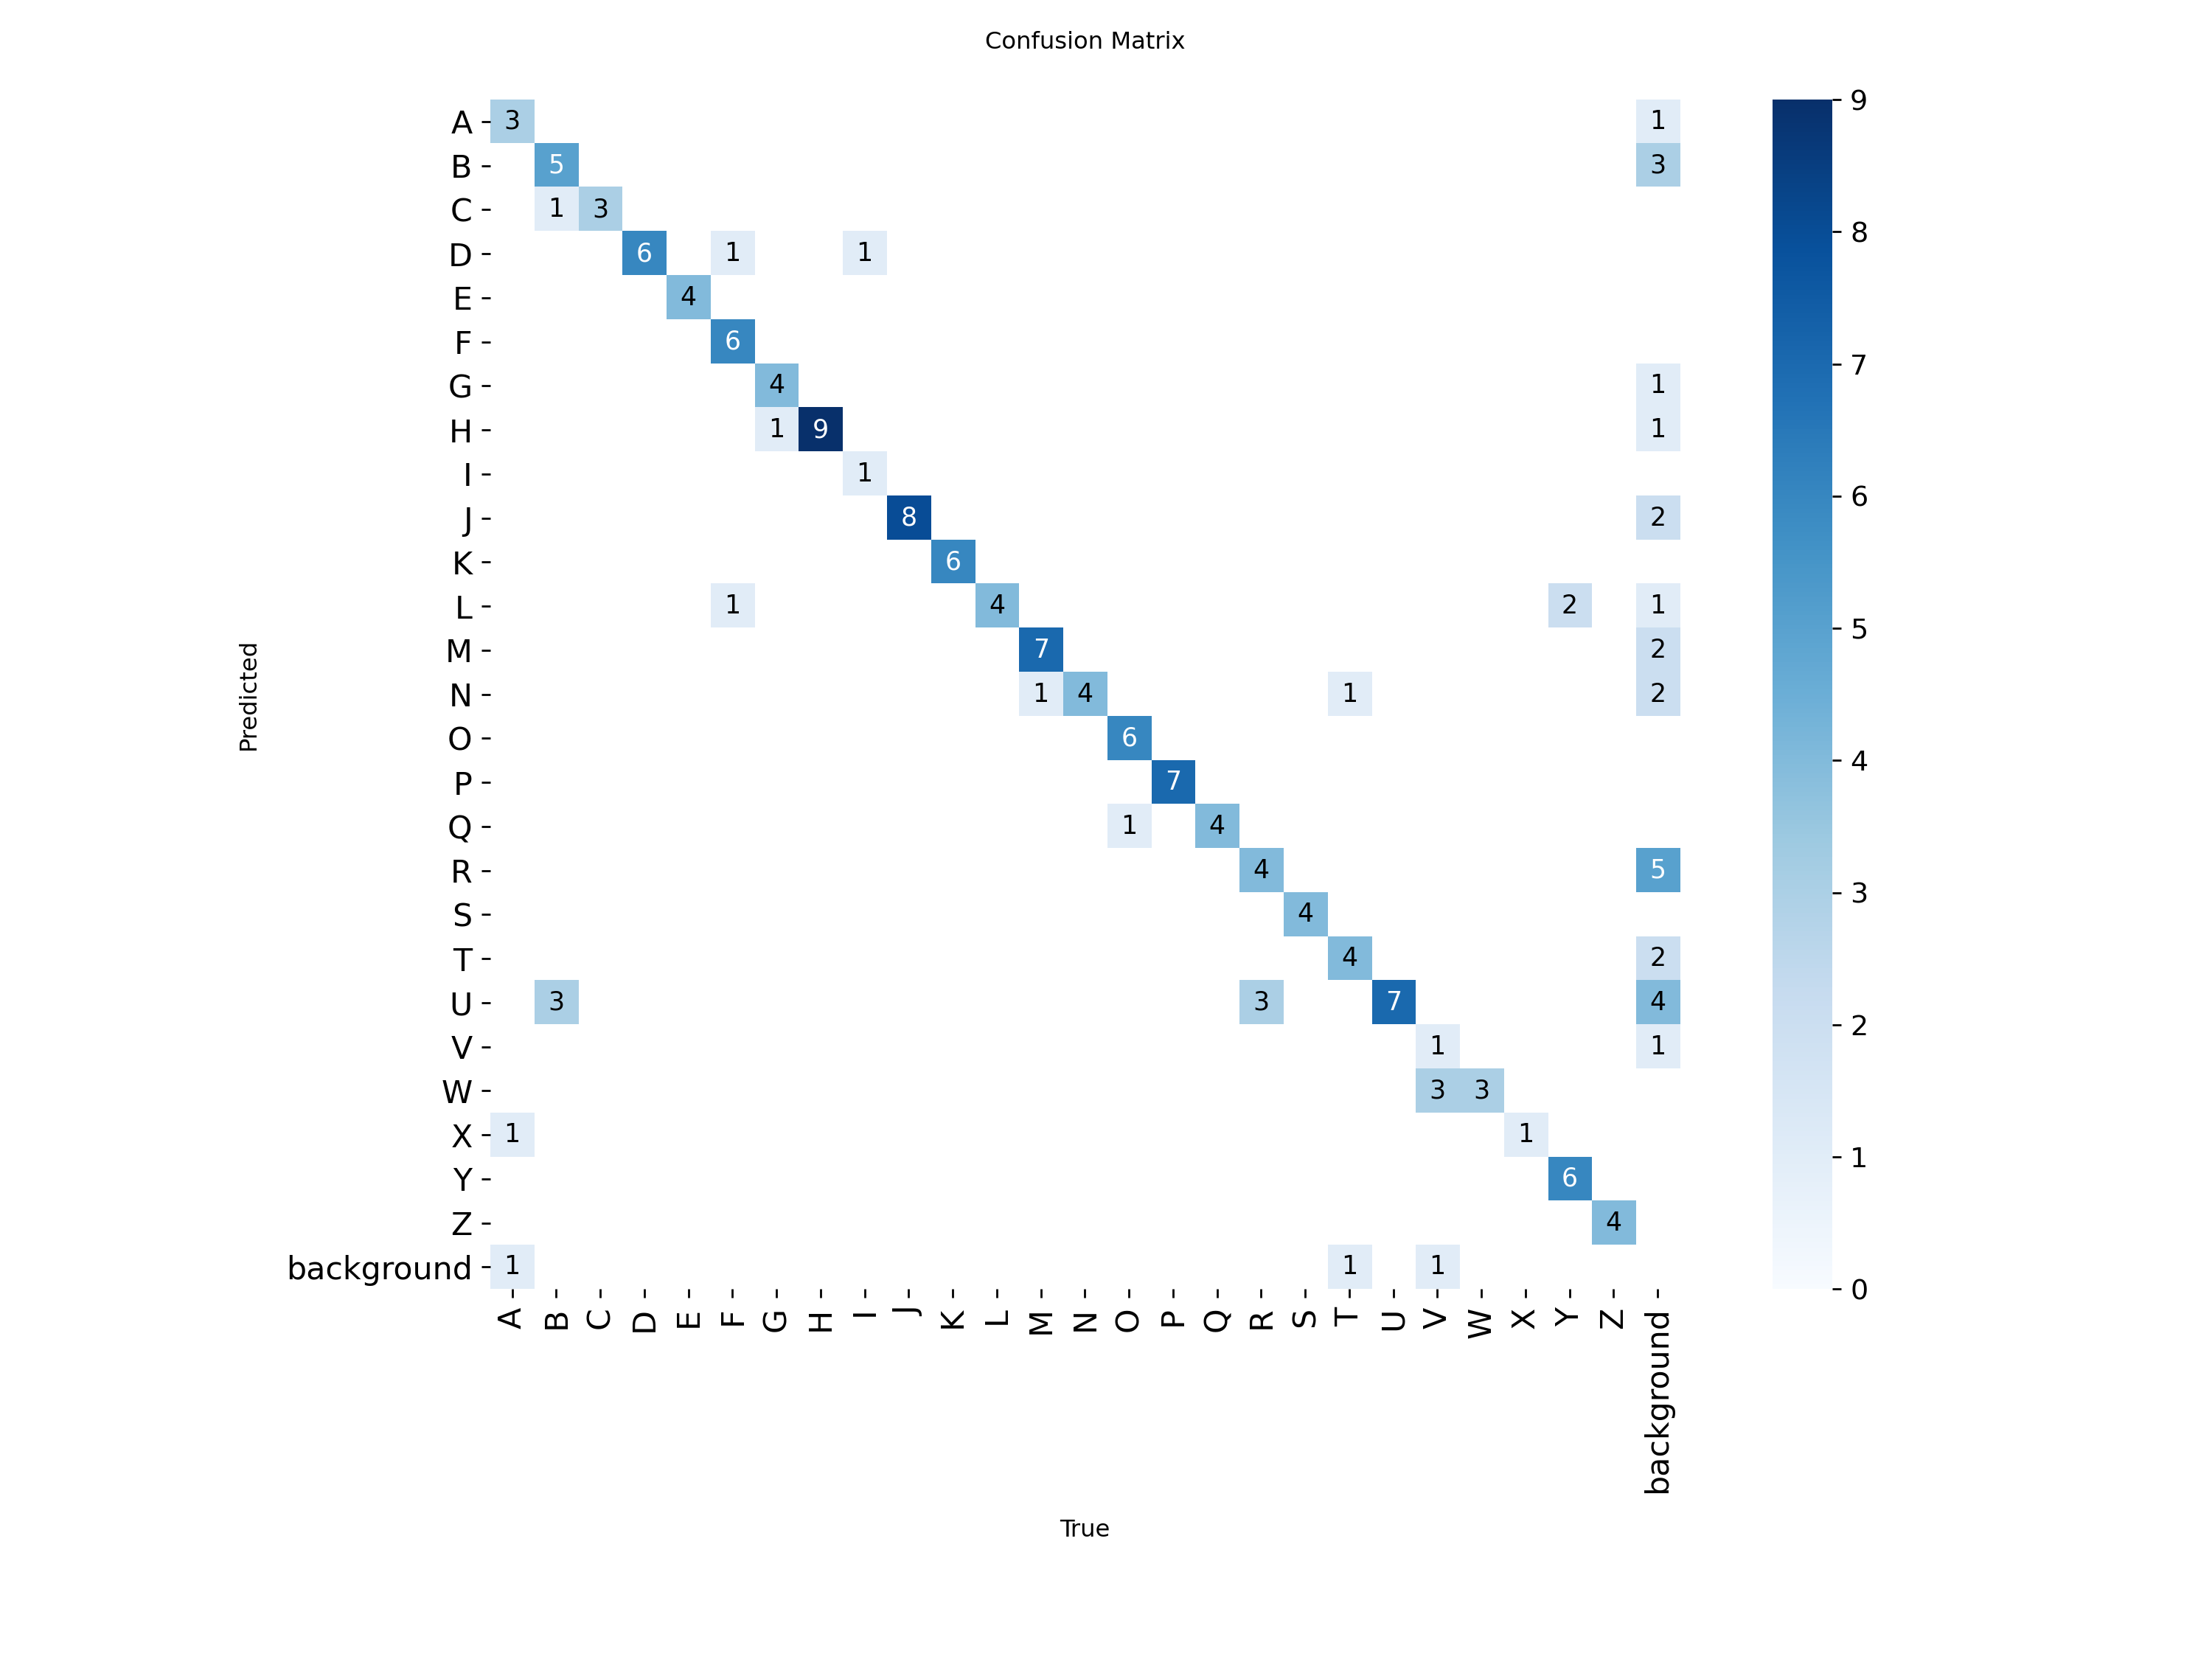 Confusion Matrix
A 3 1
B 5 3
C 1 3
D 6 1 1
E 4
F 6
G 4 1
H 1 9 1
I 1
J 8 2
K 6
L 1 4 2 1
M 7 2
N 1 4 1 2
O 6
P 7
Q 1 4
R 4 5
S 4
T 4 2
U 3 3 7 4
V 1 1
W 3 3
X 1 1
Y 6
Z 4
background 1 1 1
A B C D E F G H I J K L M N O P Q R S T U V W X Y Z background
Predicted
True
9
8
7
6
5
4
3
2
1
0